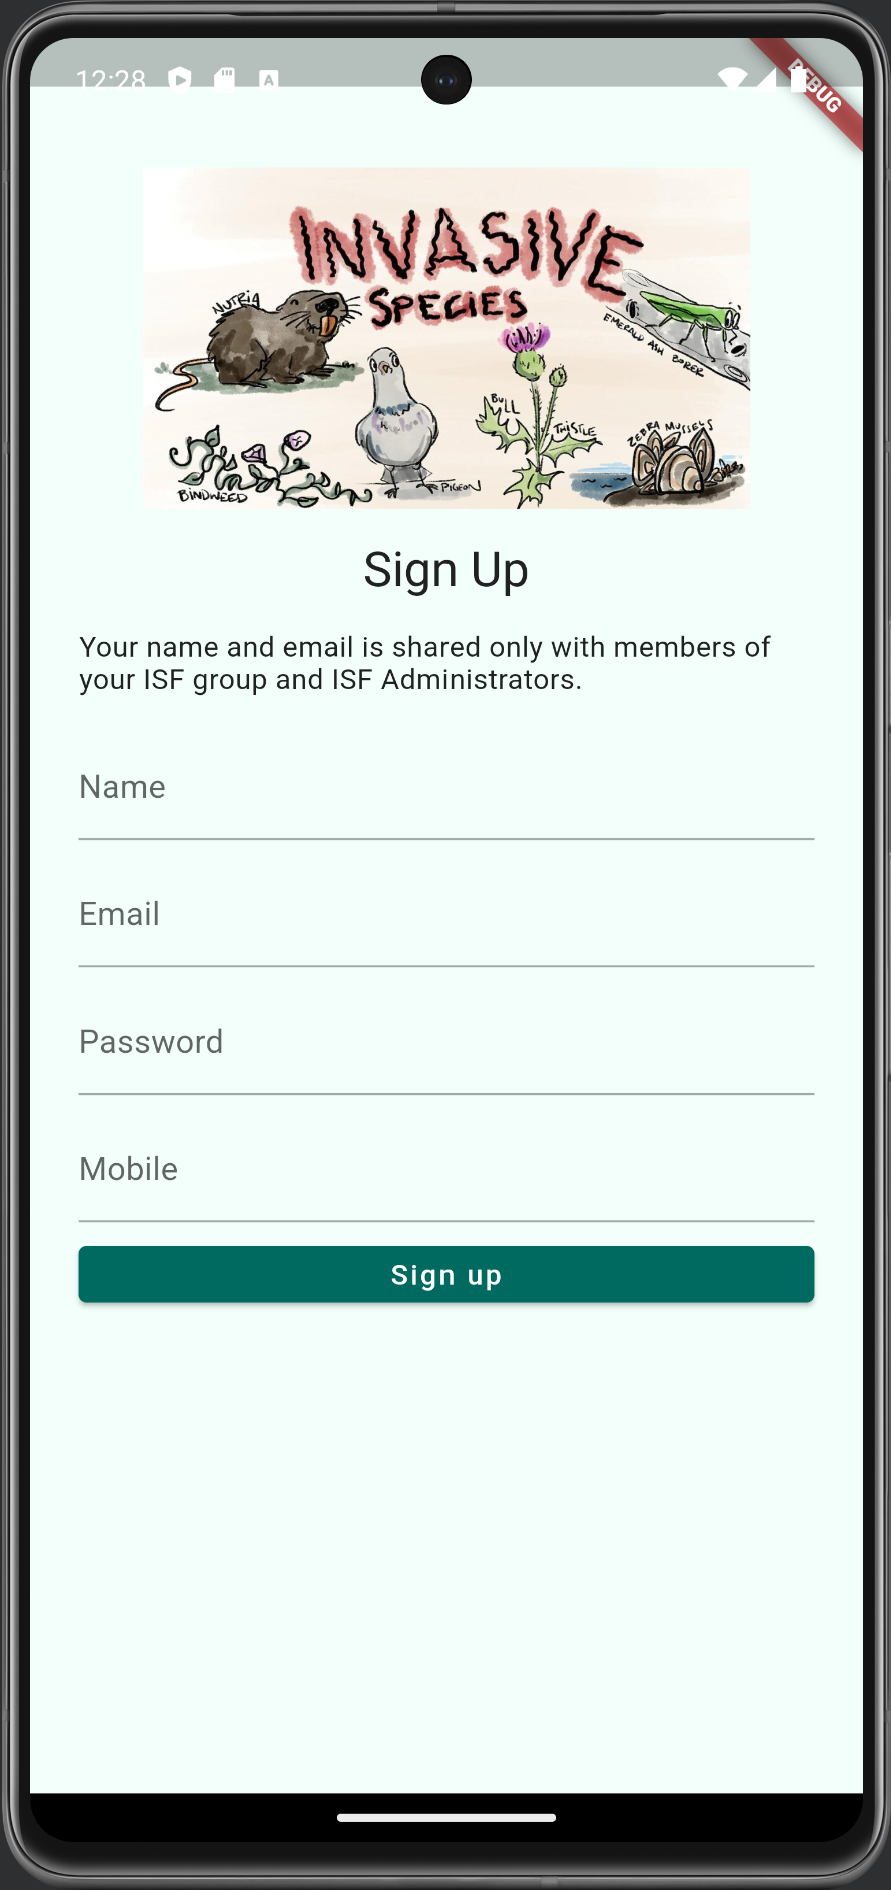 12:28
A
DEBUG
INVASIVE
SPECIES
NUTRIA
EMERALD ASH BORER
BULL
THISTLE
ZEBRA MUSSELS
BINDWEED
PIGEON
Sign Up
Your name and email is shared only with members of
your ISF group and ISF Administrators.
Name
Email
Password
Mobile
Sign up